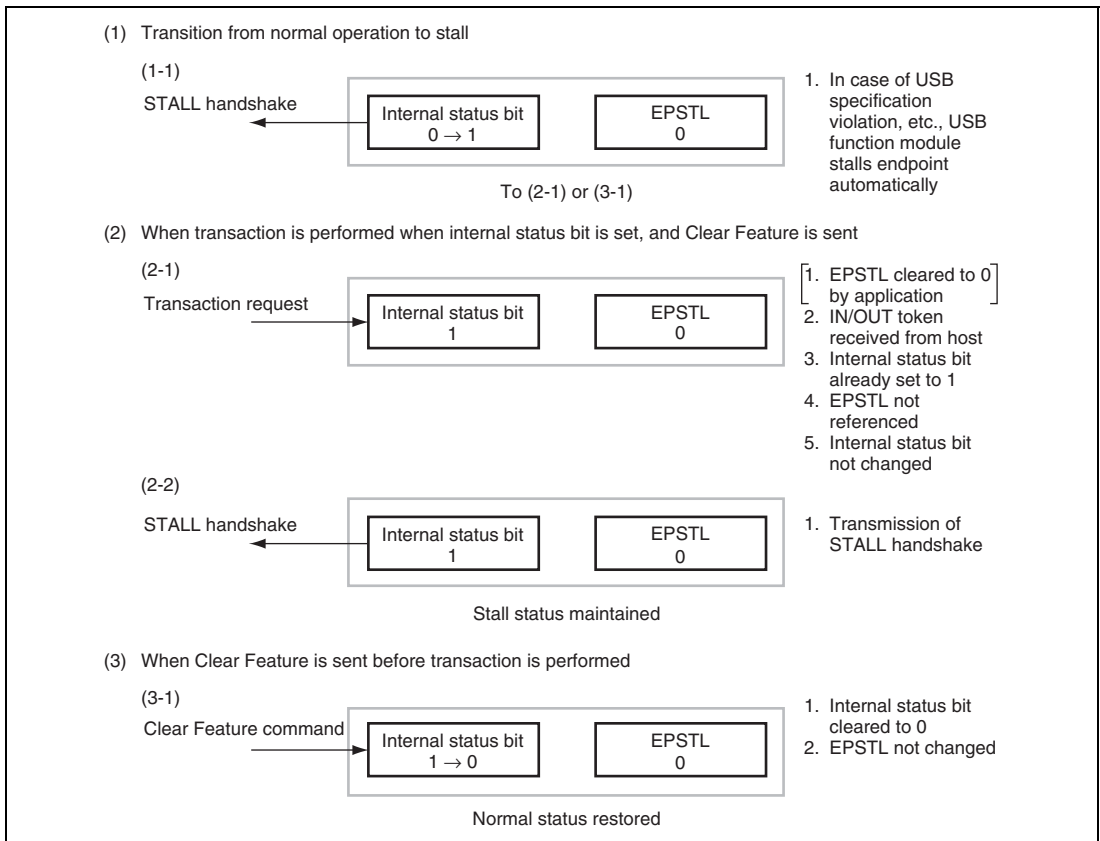 (1) Transition from normal operation to stall
(1-1)
STALL handshake
Internal status bit
0 → 1
EPSTL
0
1. In case of USB
specification
violation, etc., USB
function module
stalls endpoint
automatically
To (2-1) or (3-1)
(2) When transaction is performed when internal status bit is set, and Clear Feature is sent
(2-1)
Transaction request
Internal status bit
1
EPSTL
0
1. EPSTL cleared to 0
by application
2. IN/OUT token
received from host
3. Internal status bit
already set to 1
4. EPSTL not
referenced
5. Internal status bit
not changed
(2-2)
STALL handshake
Internal status bit
1
EPSTL
0
1. Transmission of
STALL handshake
Stall status maintained
(3) When Clear Feature is sent before transaction is performed
(3-1)
Clear Feature command
Internal status bit
1 → 0
EPSTL
0
1. Internal status bit
cleared to 0
2. EPSTL not changed
Normal status restored